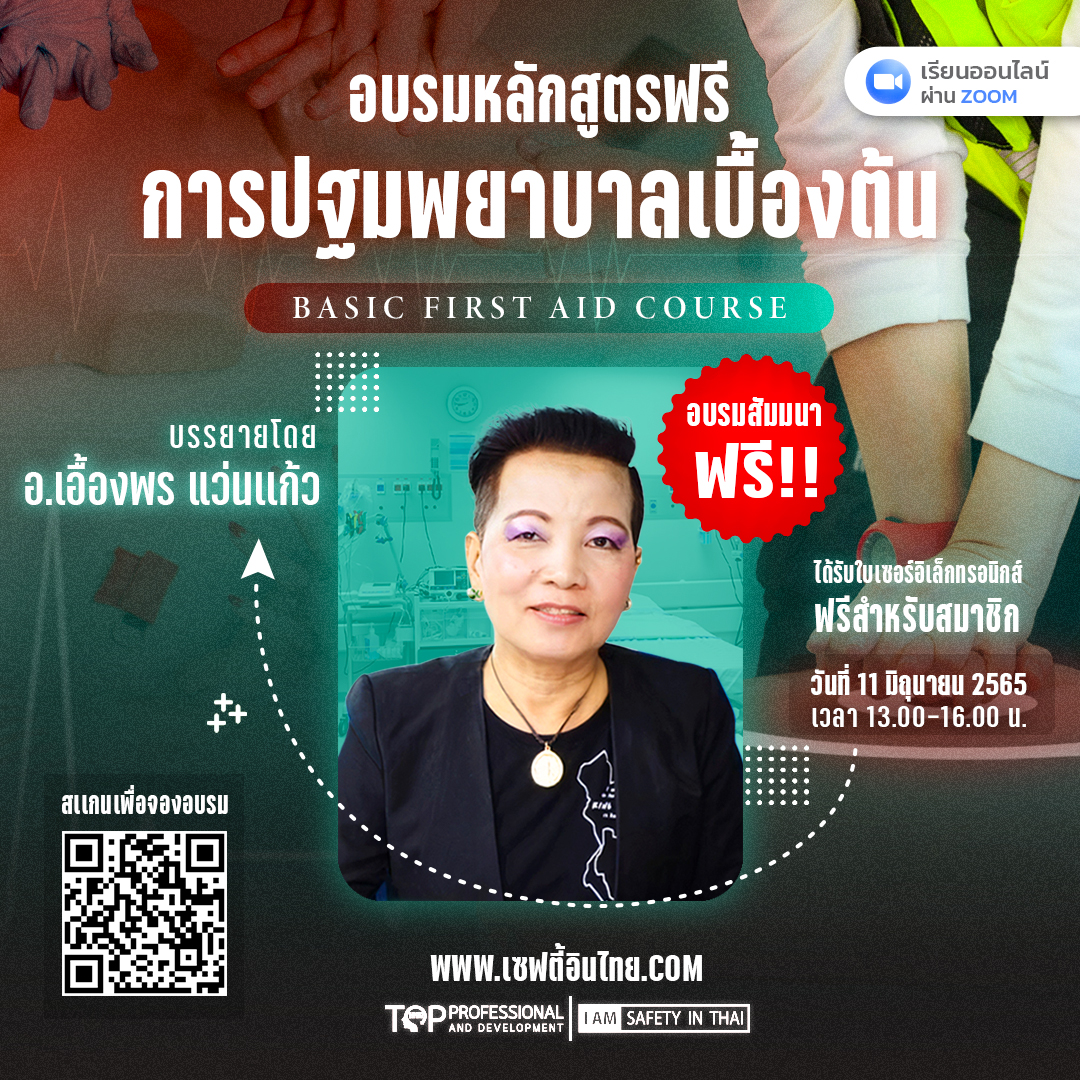 เรียนออนไลน์
ผ่าน ZOOM
อบรมหลักสูตรฟรี
การปฐมพยาบาลเบื้องต้น
BASIC FIRST AID COURSE
บรรยายโดย
อ.เอื้องพร แว่นแก้ว
อบรมสัมมนา
ฟรี!!
ได้รับใบเซอร์อิเล็กทรอนิกส์
ฟรีสำหรับสมาชิก
วันที่ 11 มิถุนายน 2565
เวลา 13.00-16.00 น.
สแกนเพื่อจองอบรม
WWW.เซฟตี้อินไทย.COM
TOP PROFESSIONAL
AND DEVELOPMENT
I AM SAFETY IN THAI